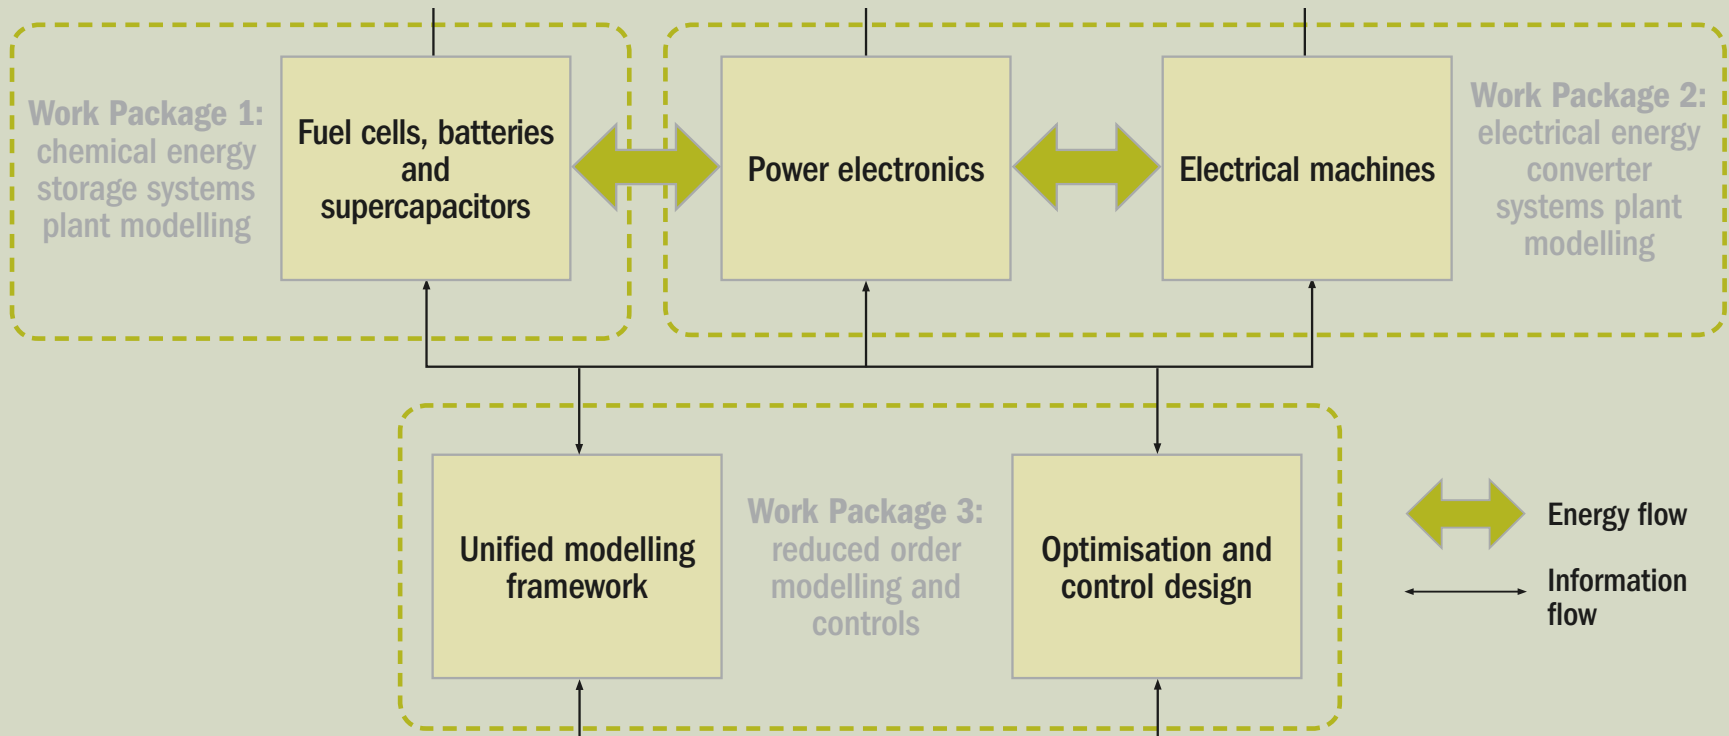 Work Package 1:
chemical energy
storage systems
plant modelling
Fuel cells, batteries
and
supercapacitors
Power electronics
Electrical machines
Work Package 2:
electrical energy
converter
systems plant
modelling
Unified modelling
framework
Work Package 3:
reduced order
modelling and
controls
Optimisation and
control design
Energy flow
Information
flow